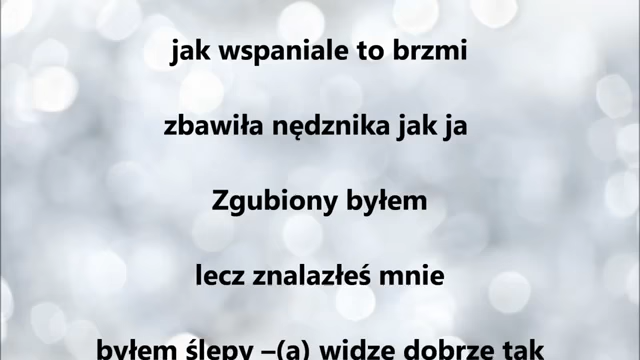 jak wspaniale to brzmi
zbawiła nędznika jak ja
Zgubiony byłem
lecz znalazłeś mnie
byłem ślepy –(a) widzę dobrze tak